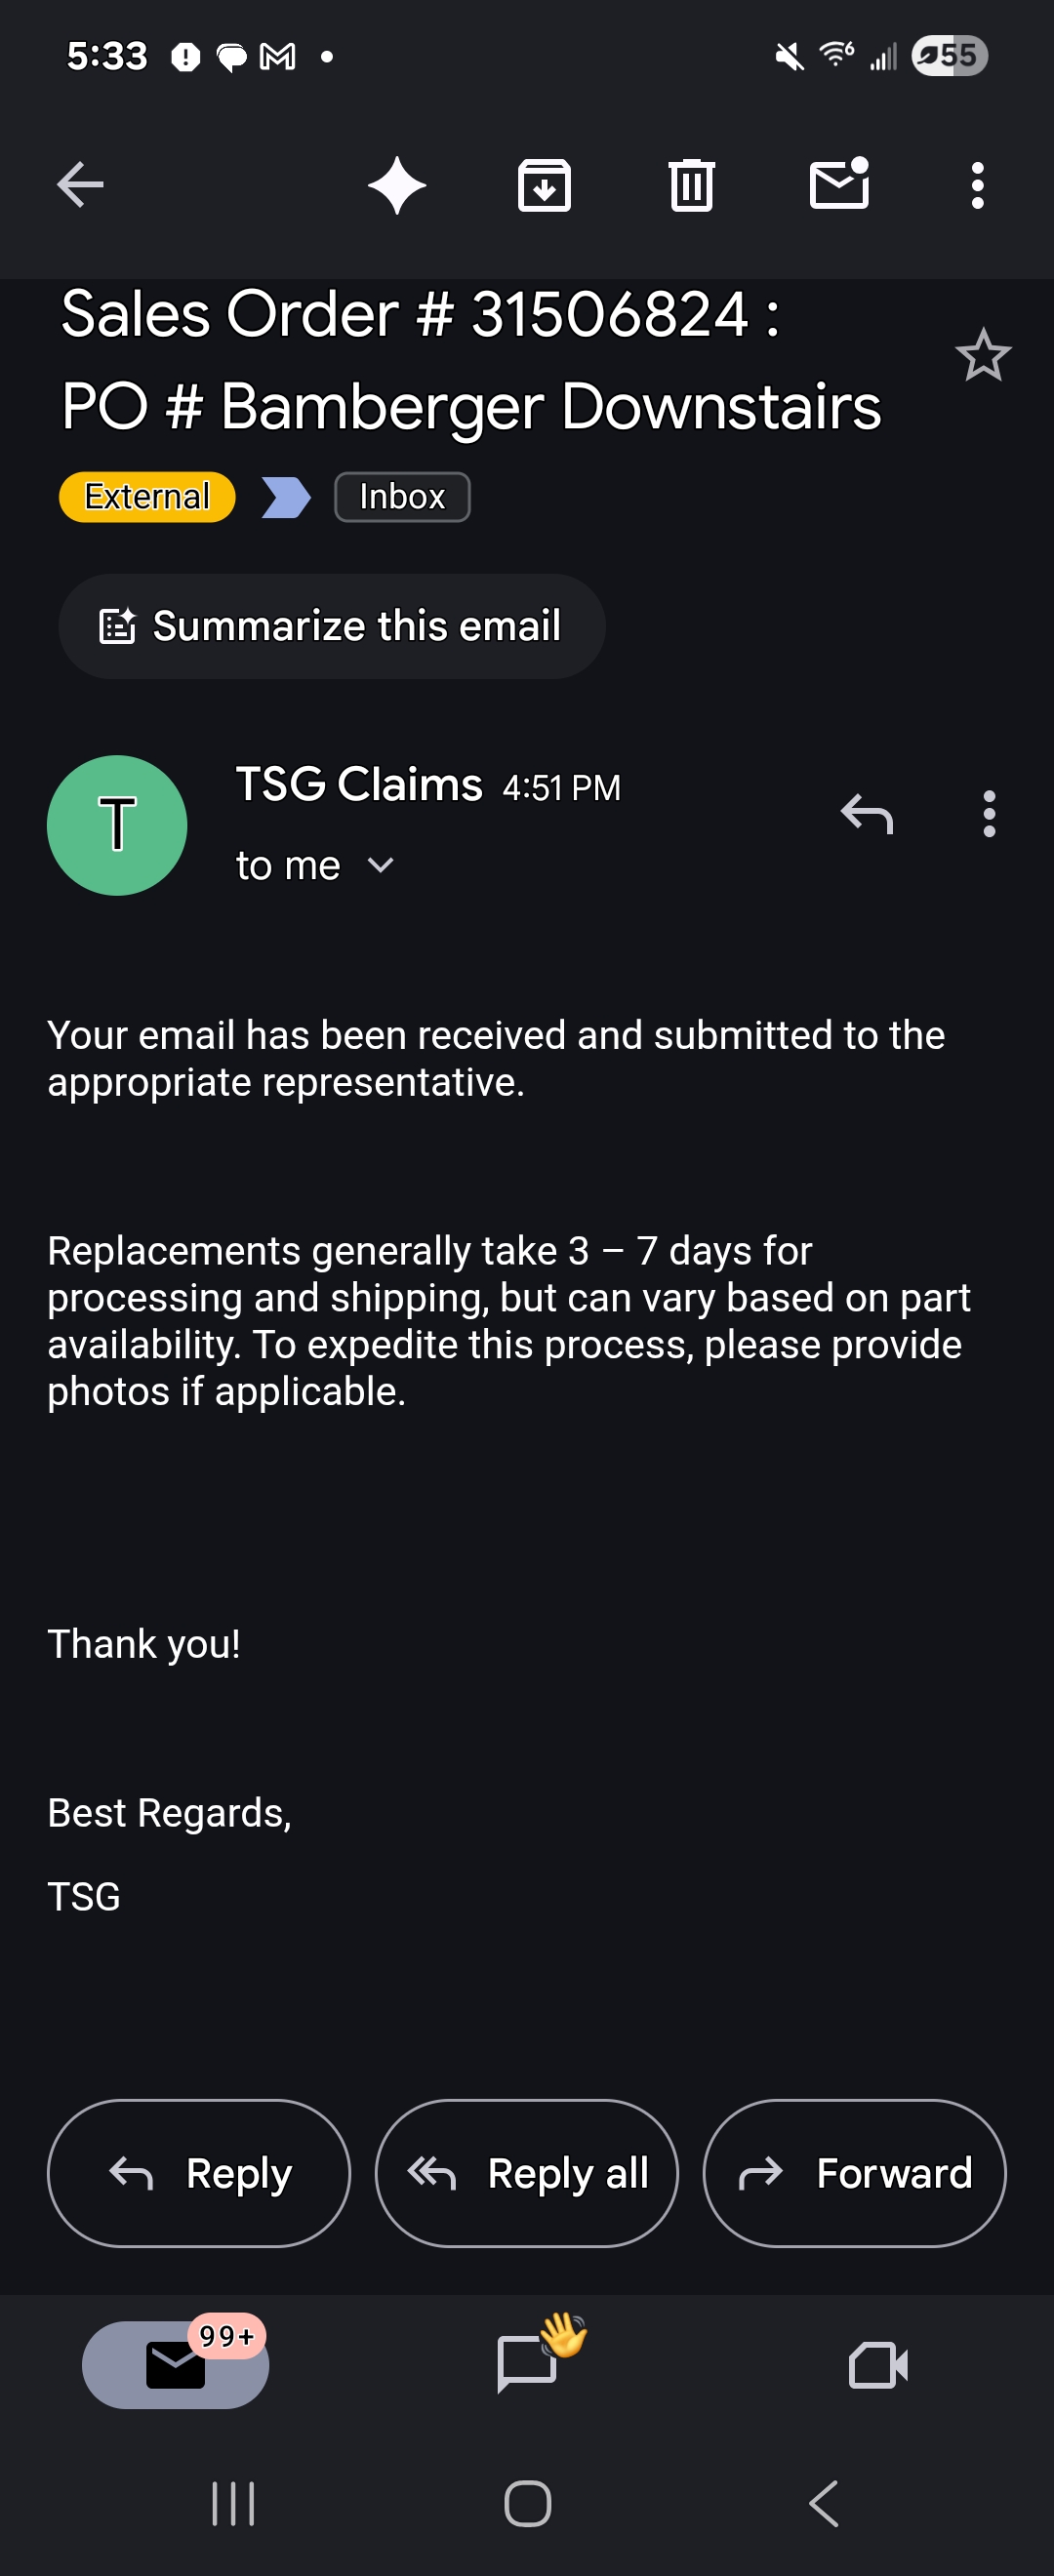 5:33
6
55
Sales Order # 31506824 :
PO # Bamberger Downstairs
External
Inbox
Summarize this email
T
TSG Claims 4:51 PM
to me
Your email has been received and submitted to the
appropriate representative.
Replacements generally take 3 – 7 days for
processing and shipping, but can vary based on part
availability. To expedite this process, please provide
photos if applicable.
Thank you!
Best Regards,
TSG
Reply
Reply all
Forward
99+